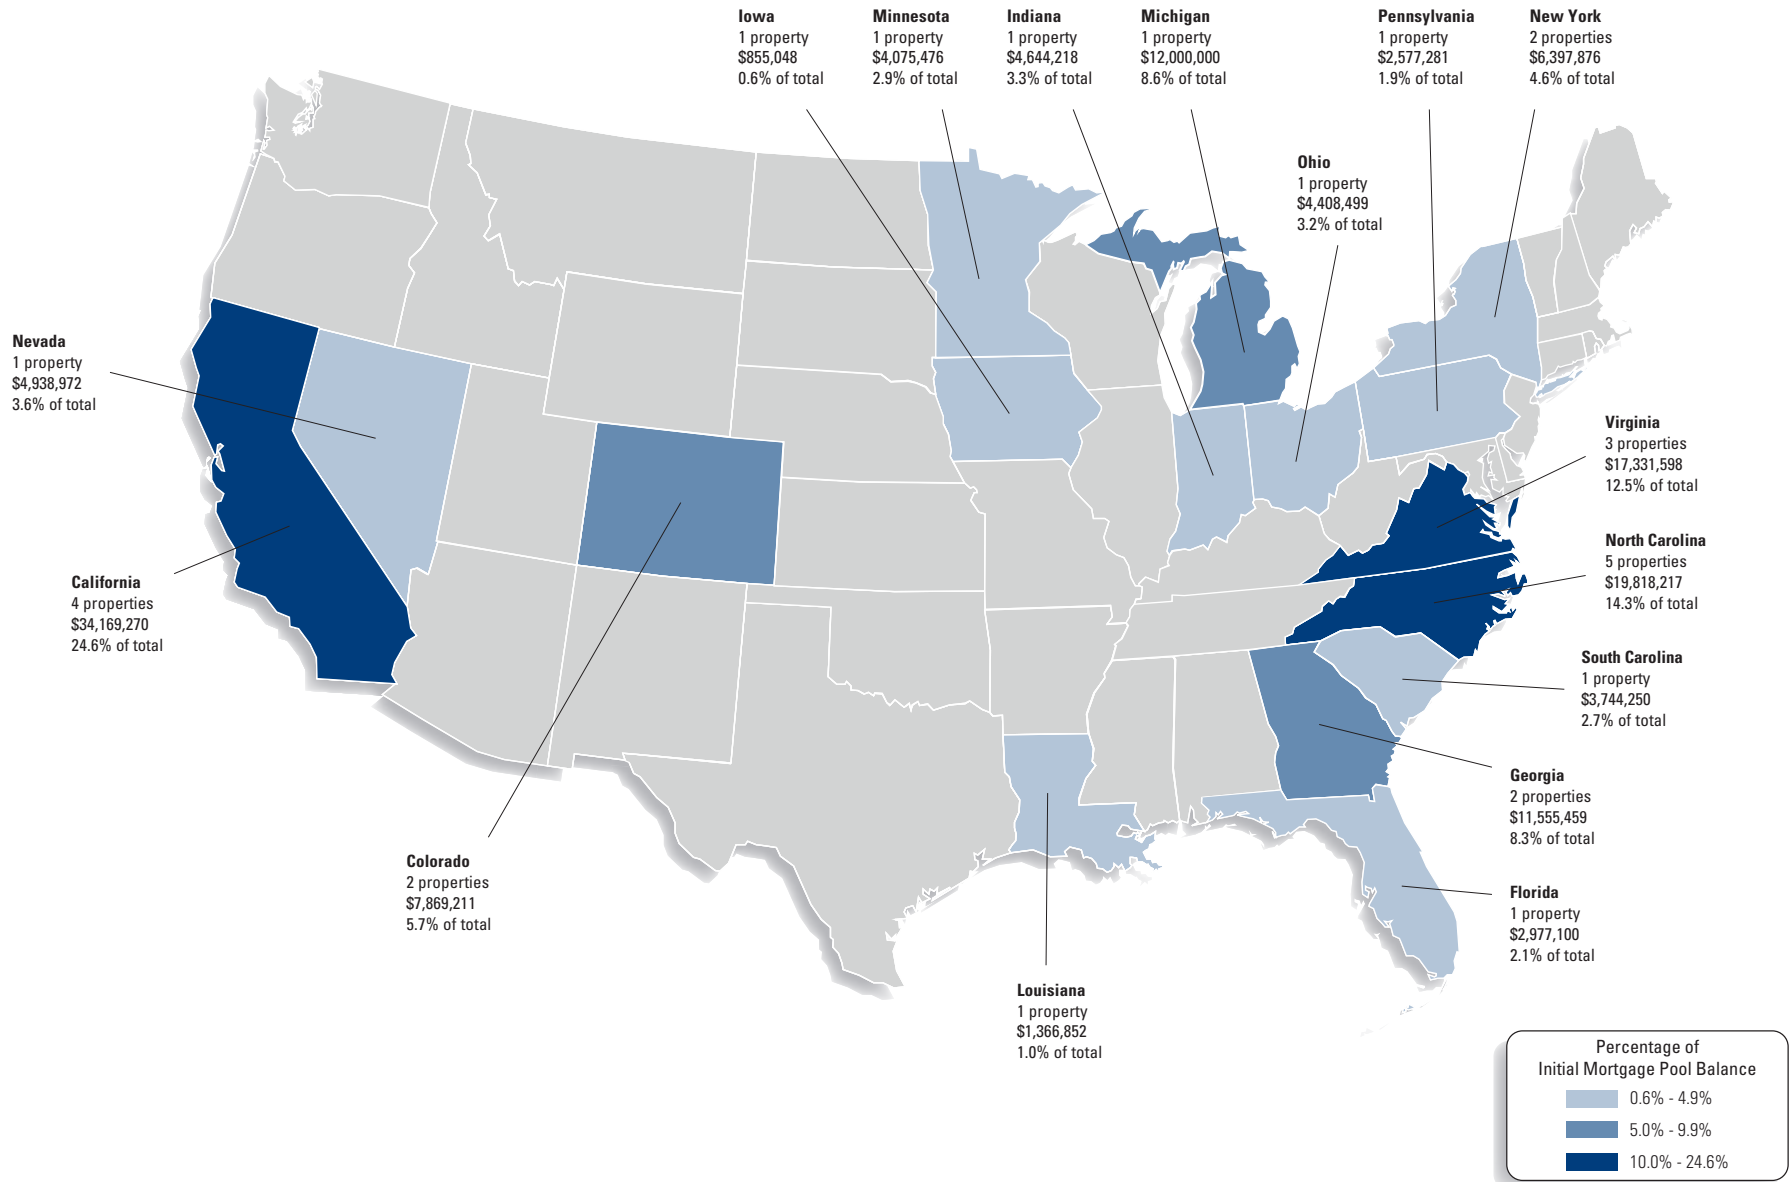 Iowa
1 property
$855,048
0.6% of total
Minnesota
1 property
$4,075,476
2.9% of total
Indiana
1 property
$4,644,218
3.3% of total
Michigan
1 property
$12,000,000
8.6% of total
Pennsylvania
1 property
$2,577,281
1.9% of total
New York
2 properties
$6,397,876
4.6% of total
Ohio
1 property
$4,408,499
3.2% of total
Nevada
1 property
$4,938,972
3.6% of total
Virginia
3 properties
$17,331,598
12.5% of total
North Carolina
5 properties
$19,818,217
14.3% of total
California
4 properties
$34,169,270
24.6% of total
South Carolina
1 property
$3,744,250
2.7% of total
Georgia
2 properties
$11,555,459
8.3% of total
Colorado
2 properties
$7,869,211
5.7% of total
Florida
1 property
$2,977,100
2.1% of total
Louisiana
1 property
$1,366,852
1.0% of total
Percentage of
Initial Mortgage Pool Balance
0.6% - 4.9%
5.0% - 9.9%
10.0% - 24.6%